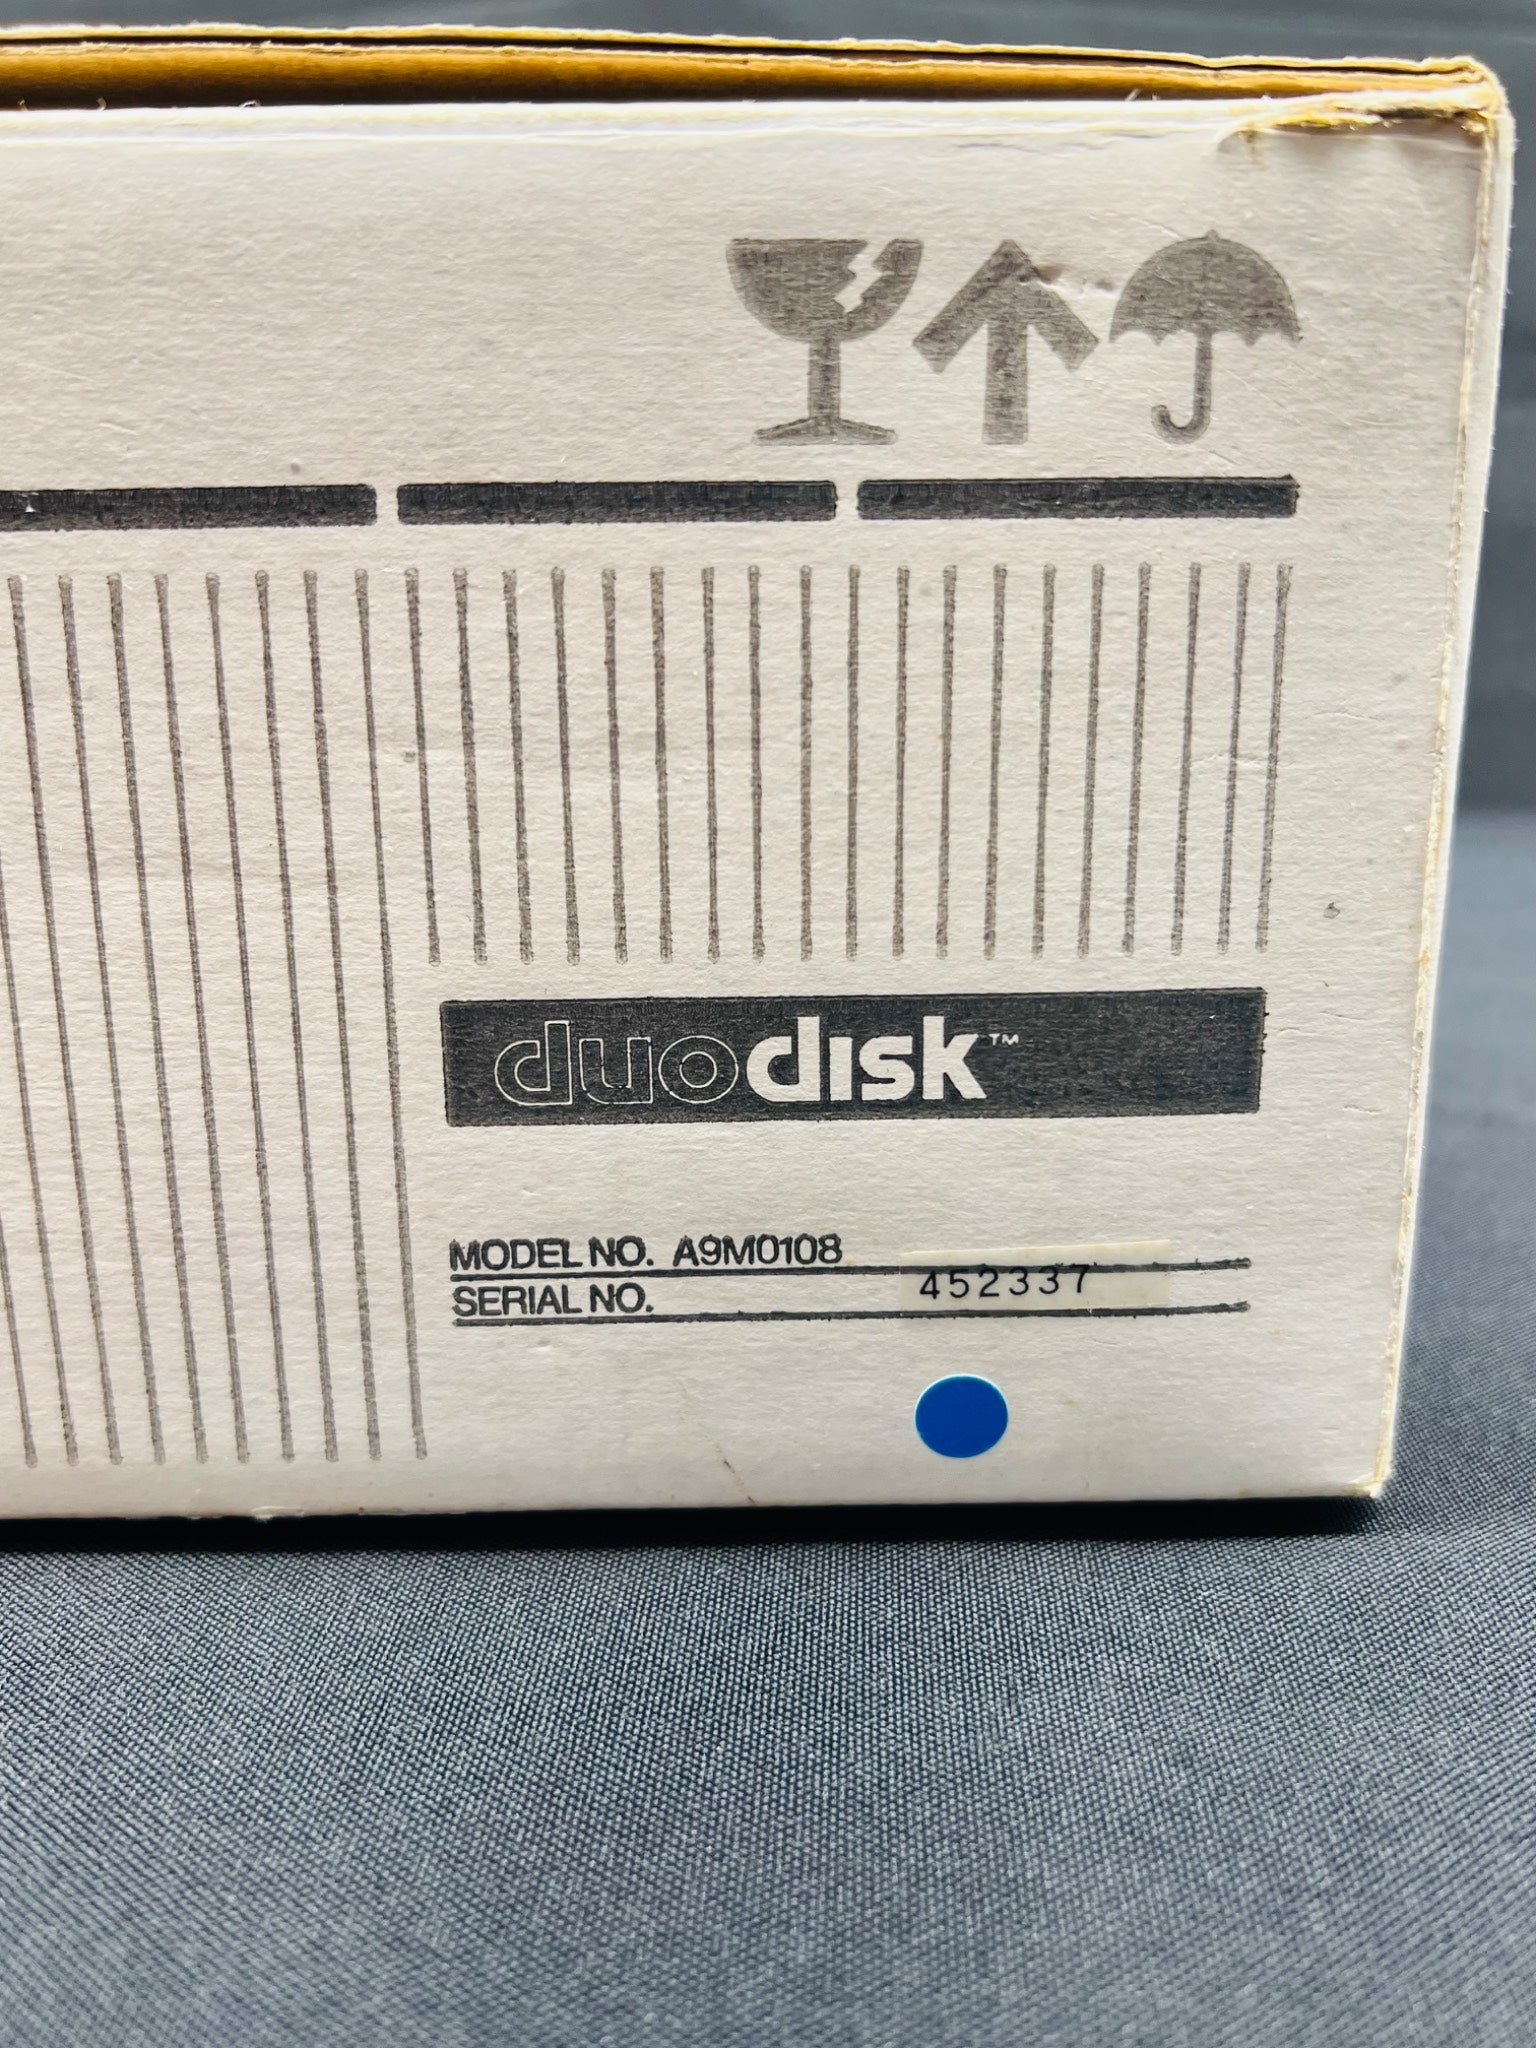 duodisk™
MODEL NO. A9M0108
SERIAL NO. 452337